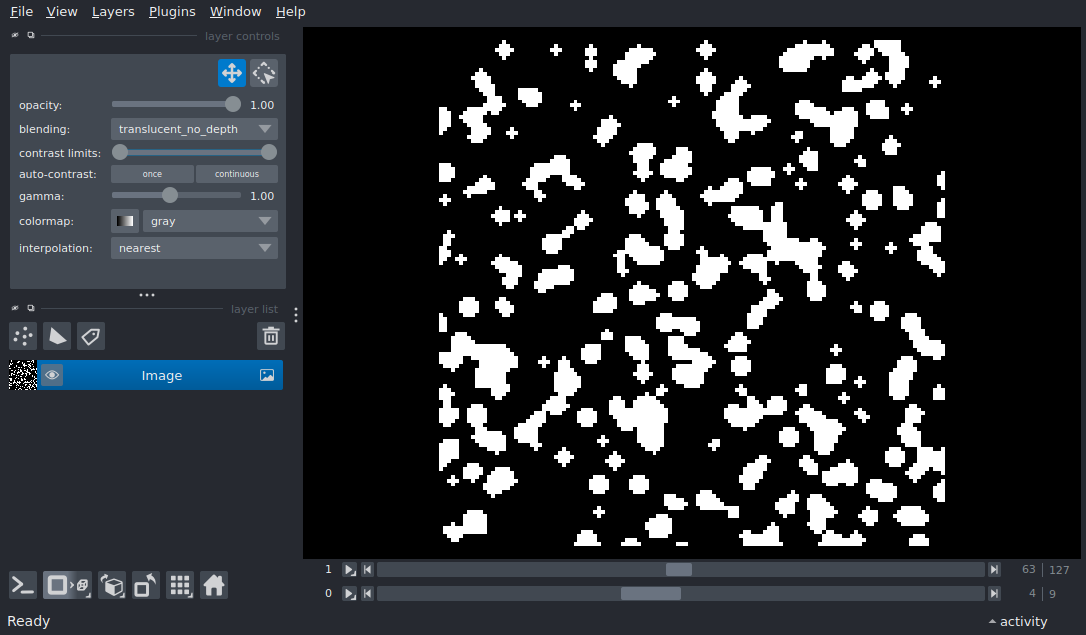 File View Layers Plugins Window Help
layer controls
opacity: 1.00
blending: translucent_no_depth
contrast limits:
auto-contrast: once continuous
gamma: 1.00
colormap: gray
interpolation: nearest
layer list
Image
1 63 127
0 4 9
Ready activity